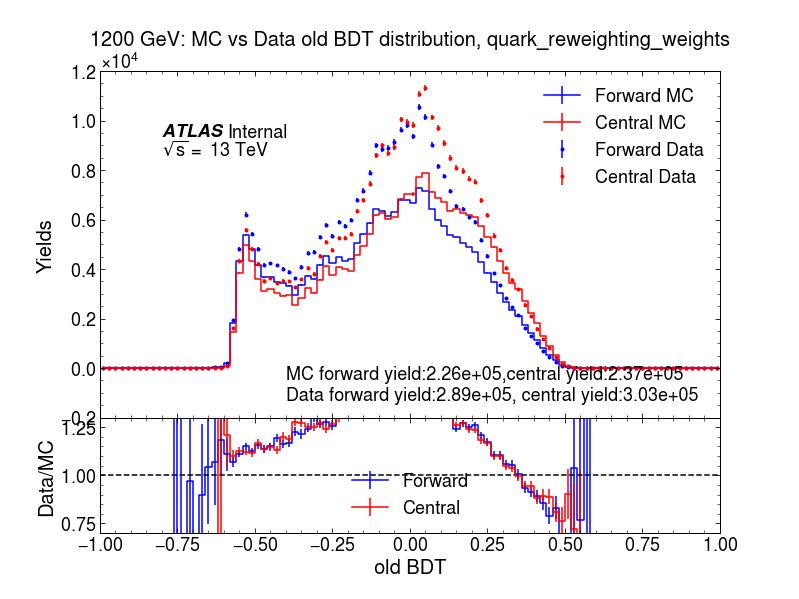 1200 GeV: MC vs Data old BDT distribution, quark_reweighting_weights
×10⁴
1.2
1.0
0.8
0.6
0.4
0.2
0.0
0.2
Yields
ATLAS Internal
√s = 13 TeV
Forward MC
Central MC
Forward Data
Central Data
MC forward yield:2.26e+05,central yield:2.37e+05
Data forward yield:2.89e+05, central yield:3.03e+05
1.25
1.00
0.75
Data/MC
Forward
Central
−1.00 −0.75 −0.50 −0.25 0.00 0.25 0.50 0.75 1.00
old BDT